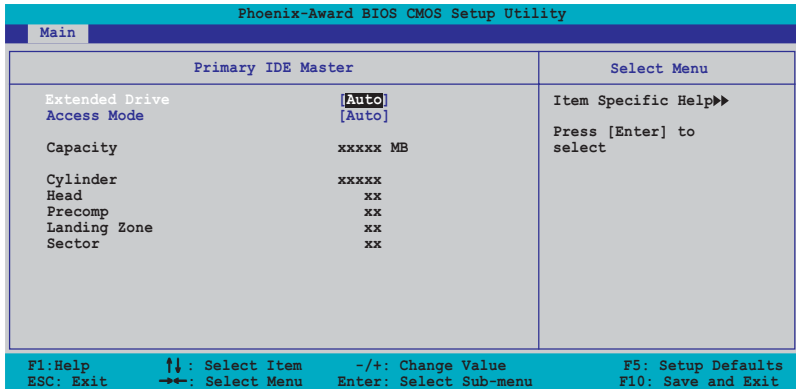 Phoenix-Award BIOS CMOS Setup Utility
Main
Primary IDE Master
Select Menu
Extended Drive [Auto]
Access Mode [Auto]
Capacity xxxxx MB
Cylinder xxxxx
Head xx
Precomp xx
Landing Zone xx
Sector xx
Item Specific Help▶▶
Press [Enter] to
select
F1:Help ↑↓: Select Item -/+: Change Value F5: Setup Defaults
ESC: Exit →←: Select Menu Enter: Select Sub-menu F10: Save and Exit